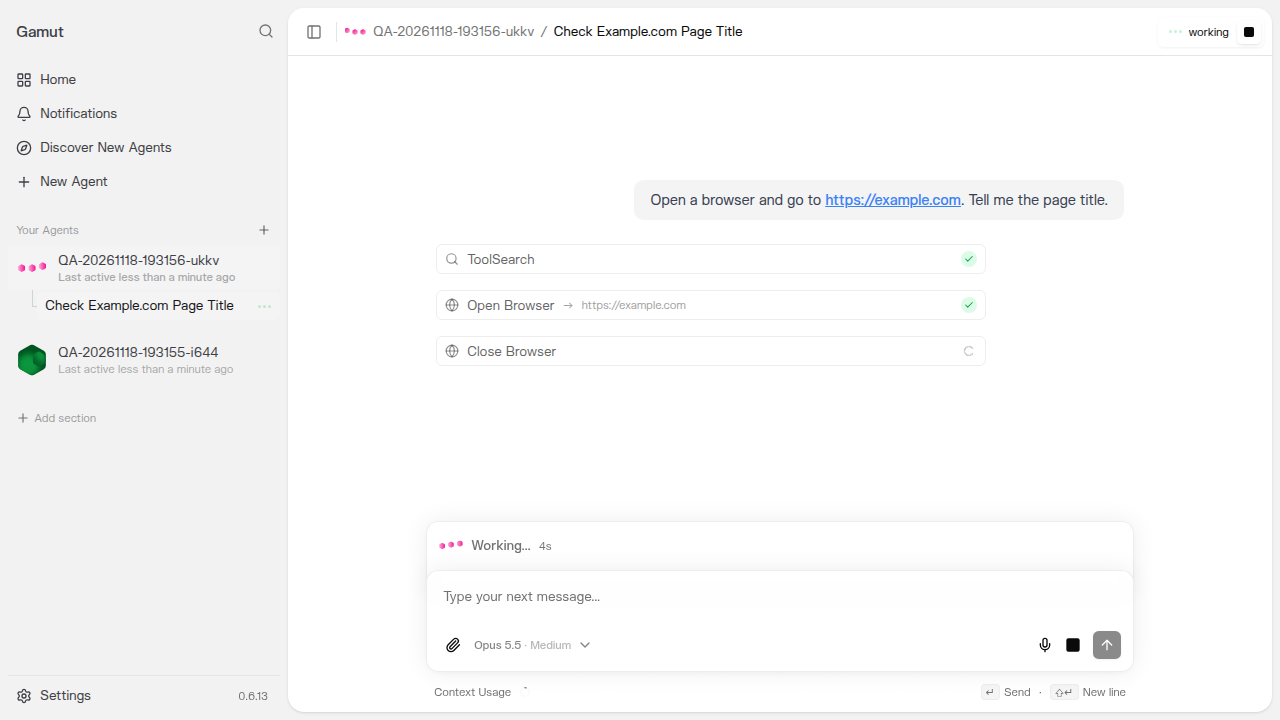 Gamut
Home
Notifications
Discover New Agents
New Agent
Your Agents
QA-20261118-193156-ukkv
Last active less than a minute ago
Check Example.com Page Title
QA-20261118-193155-i644
Last active less than a minute ago
Add section
Settings
0.6.13
QA-20261118-193156-ukkv / Check Example.com Page Title
working
Open a browser and go to https://example.com. Tell me the page title.
ToolSearch
Open Browser → https://example.com
Close Browser
Working... 4s
Type your next message...
Opus 5.5 · Medium
Context Usage
Send · New line